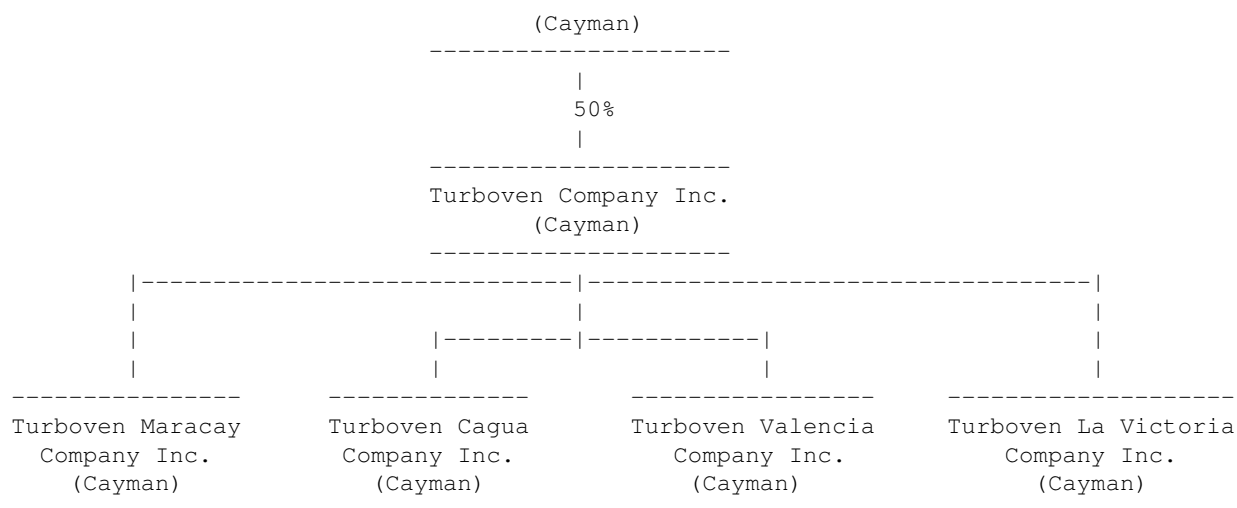 (Cayman)
---------------------
|
50%
|
---------------------
Turboven Company Inc.
(Cayman)
---------------------
|------------------------------|-----------------------------------|
| | |
| |---------|------------| |
| | | |
---------------- -------------- ----------------- --------------------
Turboven Maracay Turboven Cagua Turboven Valencia Turboven La Victoria
Company Inc. Company Inc. Company Inc. Company Inc.
(Cayman) (Cayman) (Cayman) (Cayman)